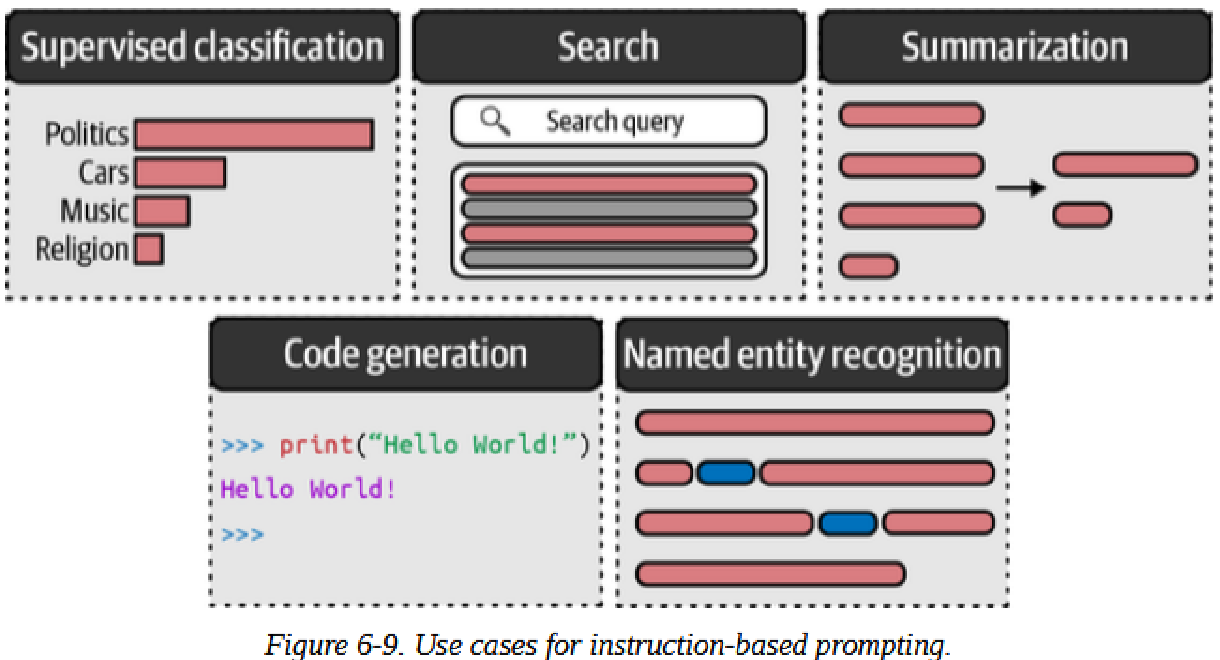 Supervised classification
Politics
Cars
Music
Religion
Search
Search query
Summarization
Code generation
>>> print(“Hello World!”)
Hello World!
>>>
Named entity recognition
Figure 6-9. Use cases for instruction-based prompting.